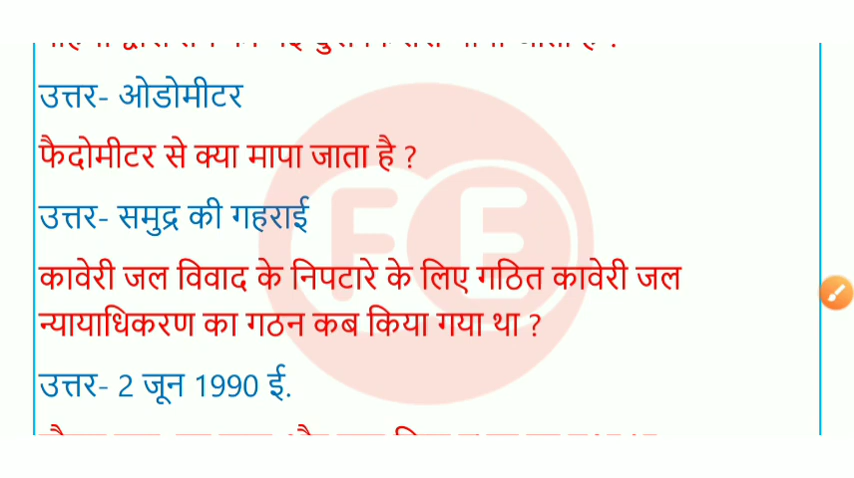 उत्तर- ओडोमीटर
फैदोमीटर से क्या मापा जाता है ?
उत्तर- समुद्र की गहराई
कावेरी जल विवाद के निपटारे के लिए गठित कावेरी जल
न्यायाधिकरण का गठन कब किया गया था ?
उत्तर- 2 जून 1990 ई.
FE